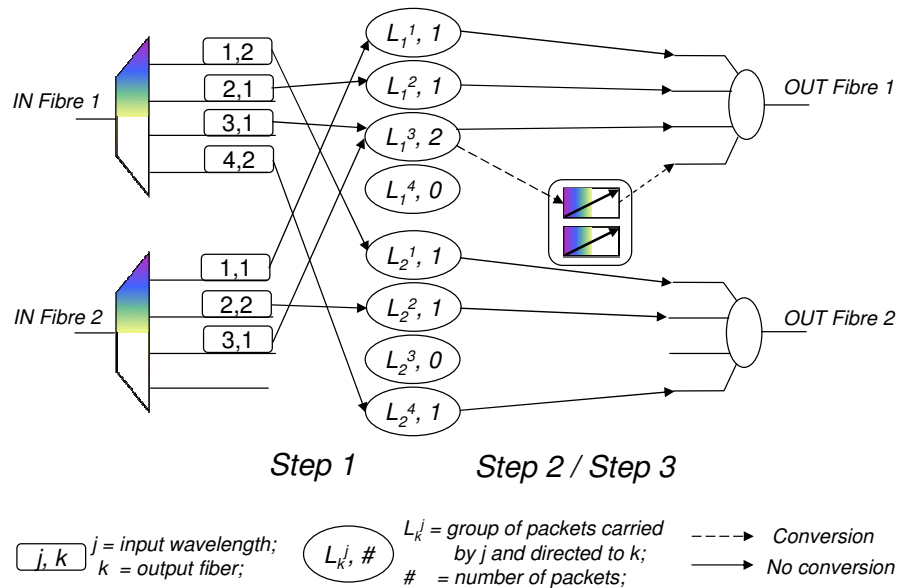 IN Fibre 1
1,2
2,1
3,1
4,2
IN Fibre 2
1,1
2,2
3,1
L₁¹, 1
L₁², 1
L₁³, 2
L₁⁴, 0
L₂¹, 1
L₂², 1
L₂³, 0
L₂⁴, 1
OUT Fibre 1
OUT Fibre 2
Step 1
Step 2 / Step 3
j, k
j = input wavelength;
k = output fiber;
Lₖʲ, #
Lₖʲ = group of packets carried
by j and directed to k;
# = number of packets;
Conversion
No conversion